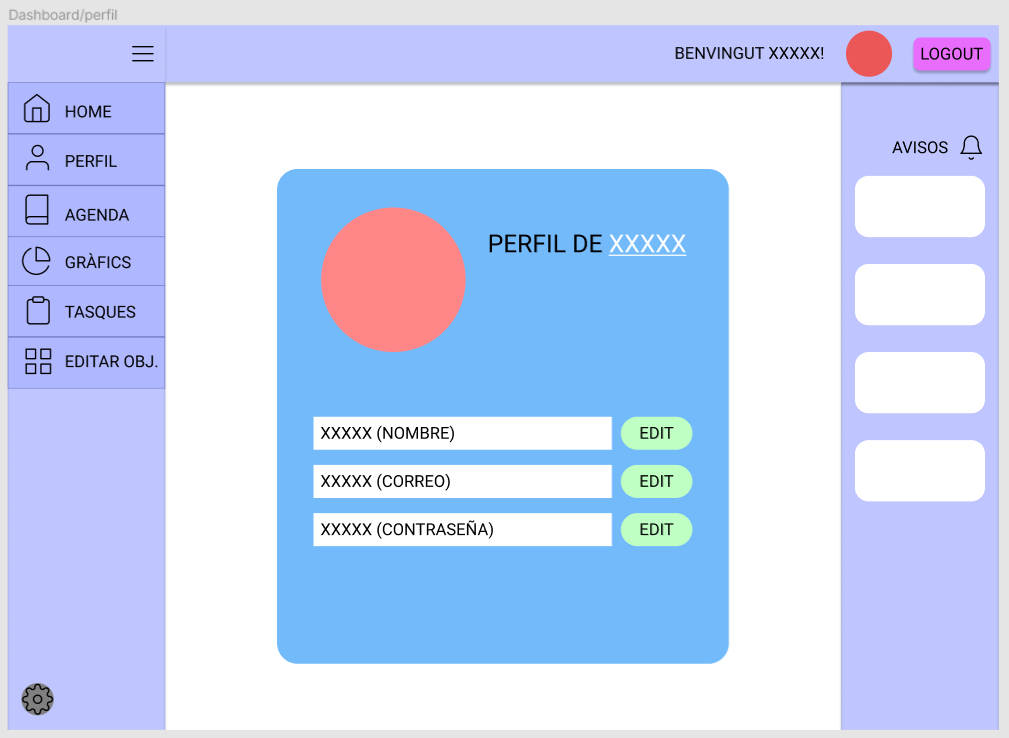 Dashboard/perfil
BENVINGUT XXXXX!
LOGOUT
HOME
PERFIL
AGENDA
GRÀFICS
TASQUES
EDITAR OBJ.
PERFIL DE XXXXX
XXXXX (NOMBRE)
EDIT
XXXXX (CORREO)
EDIT
XXXXX (CONTRASEÑA)
EDIT
AVISOS